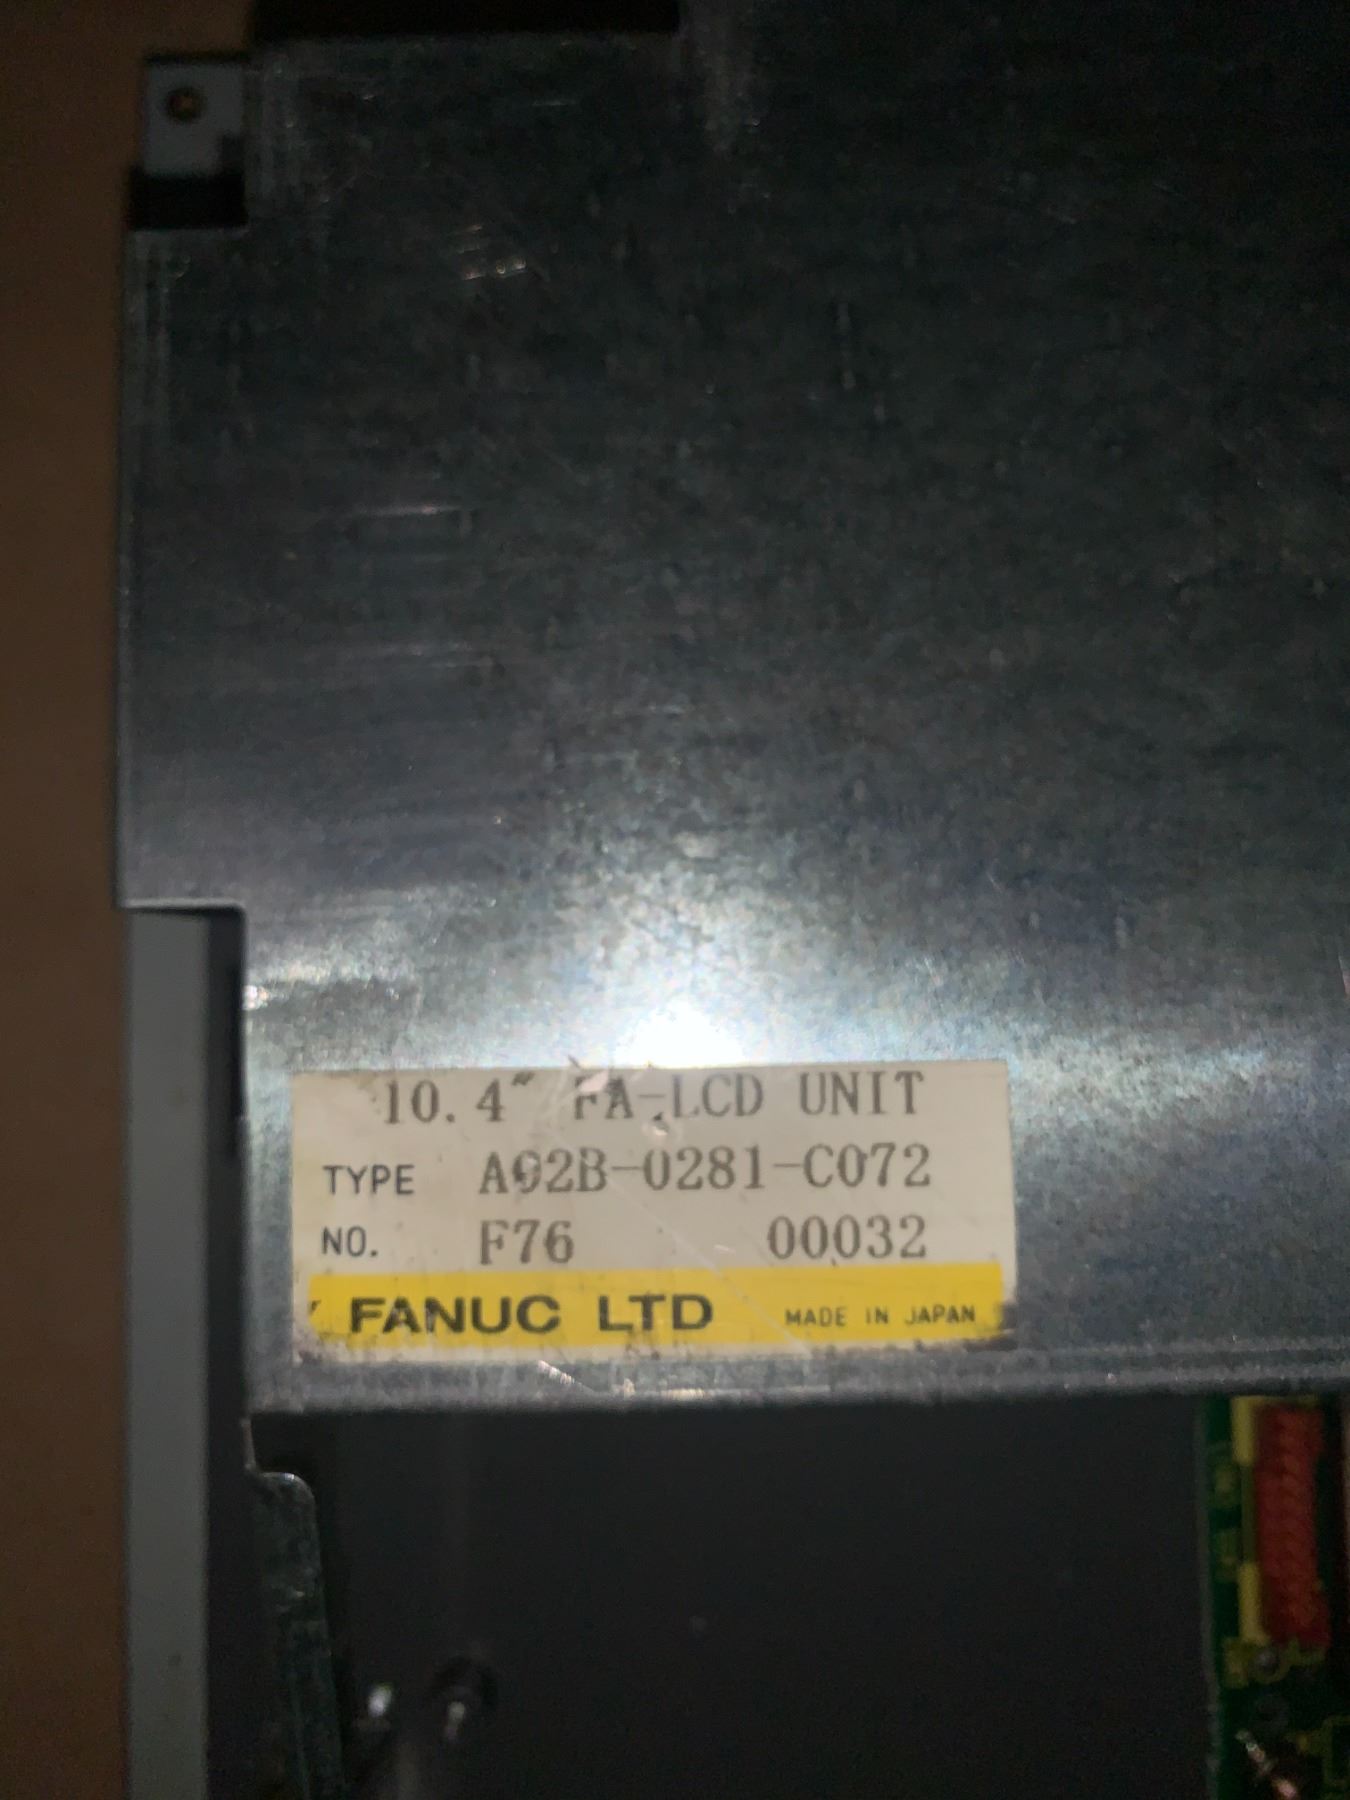 10.4" FA-LCD UNIT
TYPE A02B-0281-C072
NO. F76 00032
FANUC LTD MADE IN JAPAN